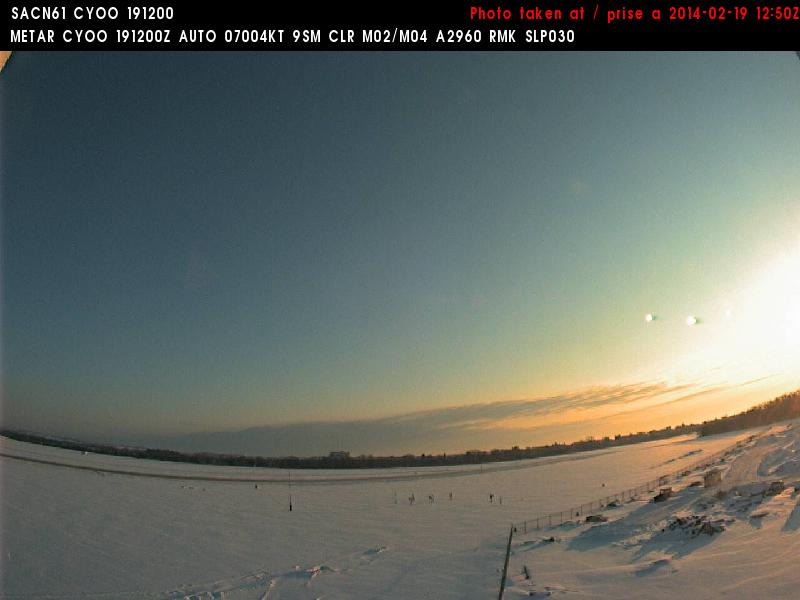 SACN61 CYOO 191200
Photo taken at / prise a 2014-02-19 12:50Z
METAR CYOO 191200Z AUTO 07004KT 9SM CLR M02/M04 A2960 RMK SLP030